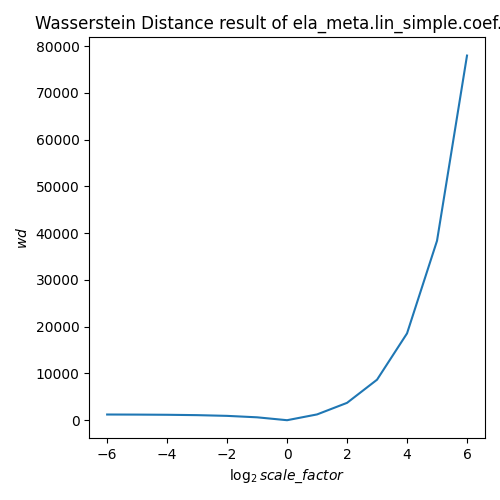 Wasserstein Distance result of ela_meta.lin_simple.coef.
80000
70000
60000
50000
40000
30000
20000
10000
0
wd
−6 −4 −2 0 2 4 6
log₂ scale_factor